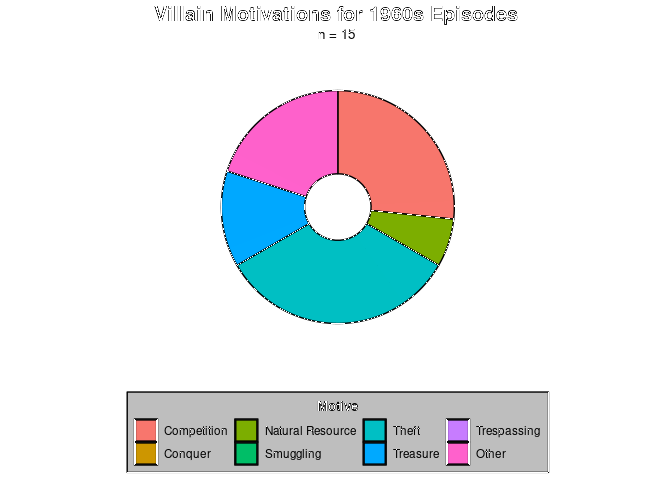 Villain Motivations for 1960s Episodes
n = 15
Motive
Competition Natural Resource Theft Trespassing
Conquer Smuggling Treasure Other